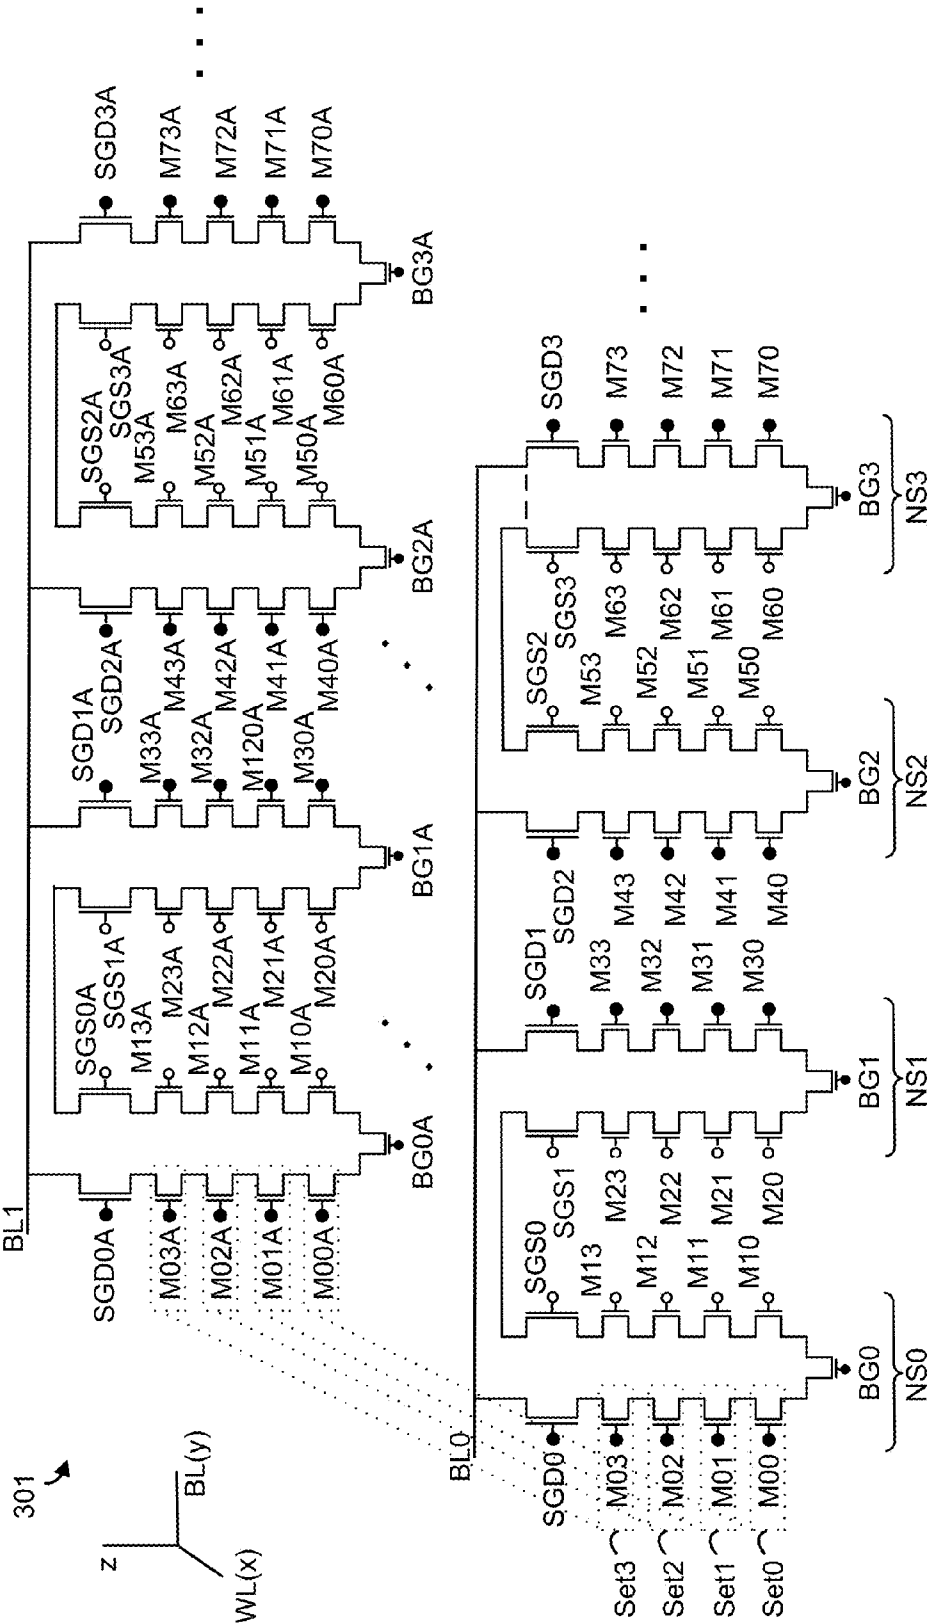 301
z
BL(y)
WL(x)
BL1
SGD0A
SGS0A
SGS1A
SGD1A
SGD2A
SGS2A
SGS3A
SGD3A
M03A
M13A
M23A
M33A
M43A
M53A
M63A
M73A
M02A
M12A
M22A
M32A
M42A
M52A
M62A
M72A
M01A
M11A
M21A
M120A
M41A
M51A
M61A
M71A
M00A
M10A
M20A
M30A
M40A
M50A
M60A
M70A
BG0A
BG1A
BG2A
BG3A
BL0
SGD0
SGS0
SGS1
SGD1
SGD2
SGS2
SGS3
SGD3
Set3
M03
M13
M23
M33
M43
M53
M63
M73
Set2
M02
M12
M22
M32
M42
M52
M62
M72
Set1
M01
M11
M21
M31
M41
M51
M61
M71
Set0
M00
M10
M20
M30
M40
M50
M60
M70
BG0
BG1
BG2
BG3
NS0
NS1
NS2
NS3